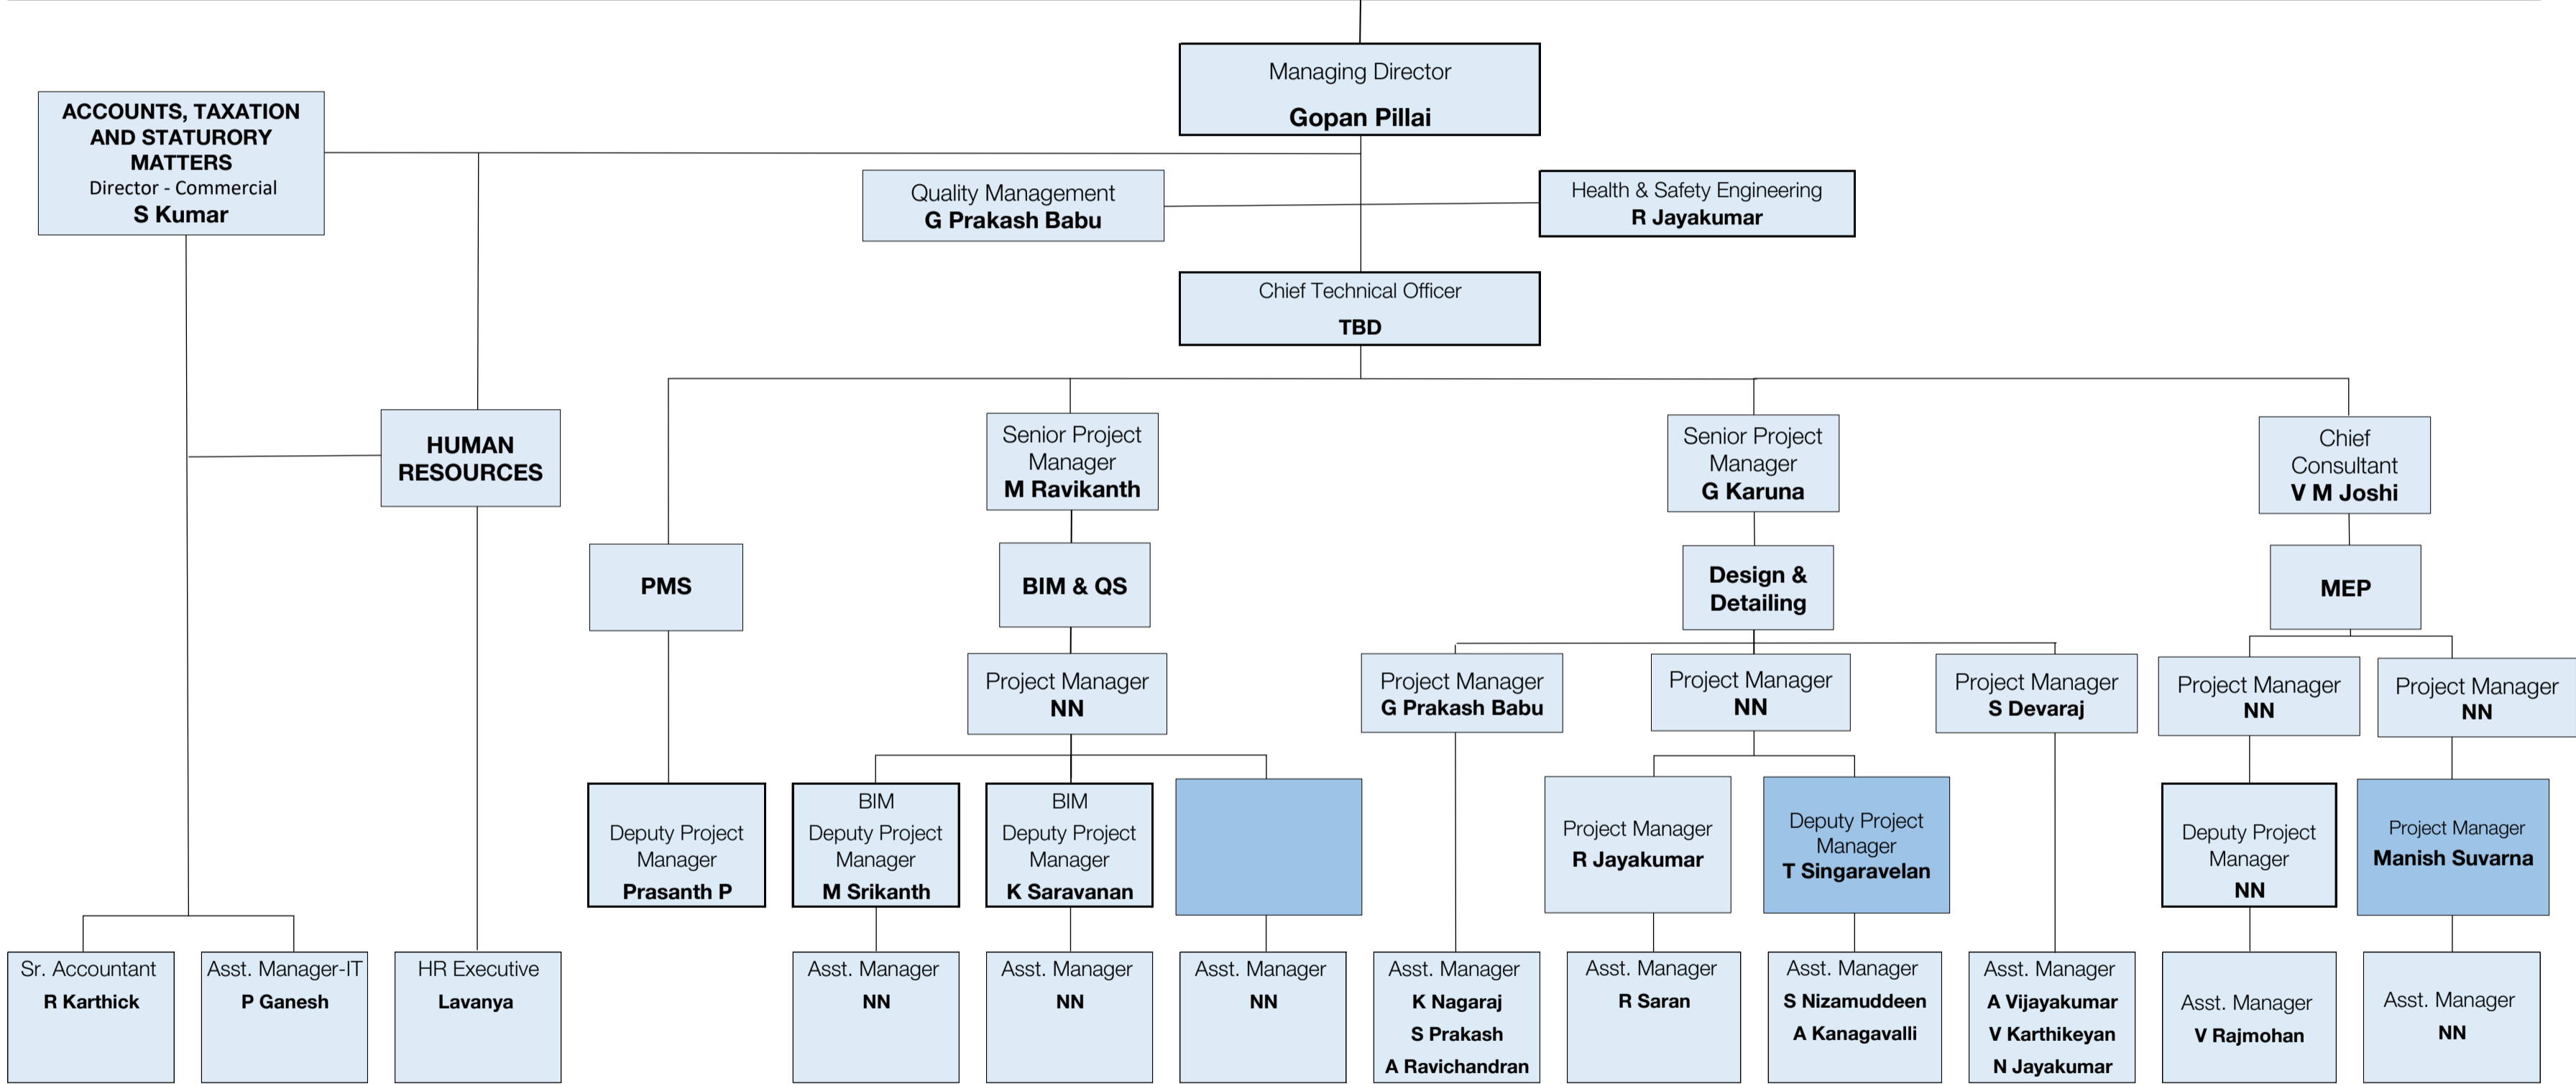 Managing Director
Gopan Pillai
ACCOUNTS, TAXATION
AND STATURORY
MATTERS
Director - Commercial
S Kumar
Quality Management
G Prakash Babu
Health & Safety Engineering
R Jayakumar
Chief Technical Officer
TBD
HUMAN
RESOURCES
Senior Project
Manager
M Ravikanth
Senior Project
Manager
G Karuna
Chief
Consultant
V M Joshi
PMS
BIM & QS
Design &
Detailing
MEP
Project Manager
NN
Project Manager
G Prakash Babu
Project Manager
NN
Project Manager
S Devaraj
Project Manager
NN
Project Manager
NN
Deputy Project
Manager
Prasanth P
BIM
Deputy Project
Manager
M Srikanth
BIM
Deputy Project
Manager
K Saravanan
Project Manager
R Jayakumar
Deputy Project
Manager
T Singaravelan
Deputy Project
Manager
NN
Project Manager
Manish Suvarna
Sr. Accountant
R Karthick
Asst. Manager-IT
P Ganesh
HR Executive
Lavanya
Asst. Manager
NN
Asst. Manager
NN
Asst. Manager
NN
Asst. Manager
K Nagaraj
S Prakash
A Ravichandran
Asst. Manager
R Saran
Asst. Manager
S Nizamuddeen
A Kanagavalli
Asst. Manager
A Vijayakumar
V Karthikeyan
N Jayakumar
Asst. Manager
V Rajmohan
Asst. Manager
NN